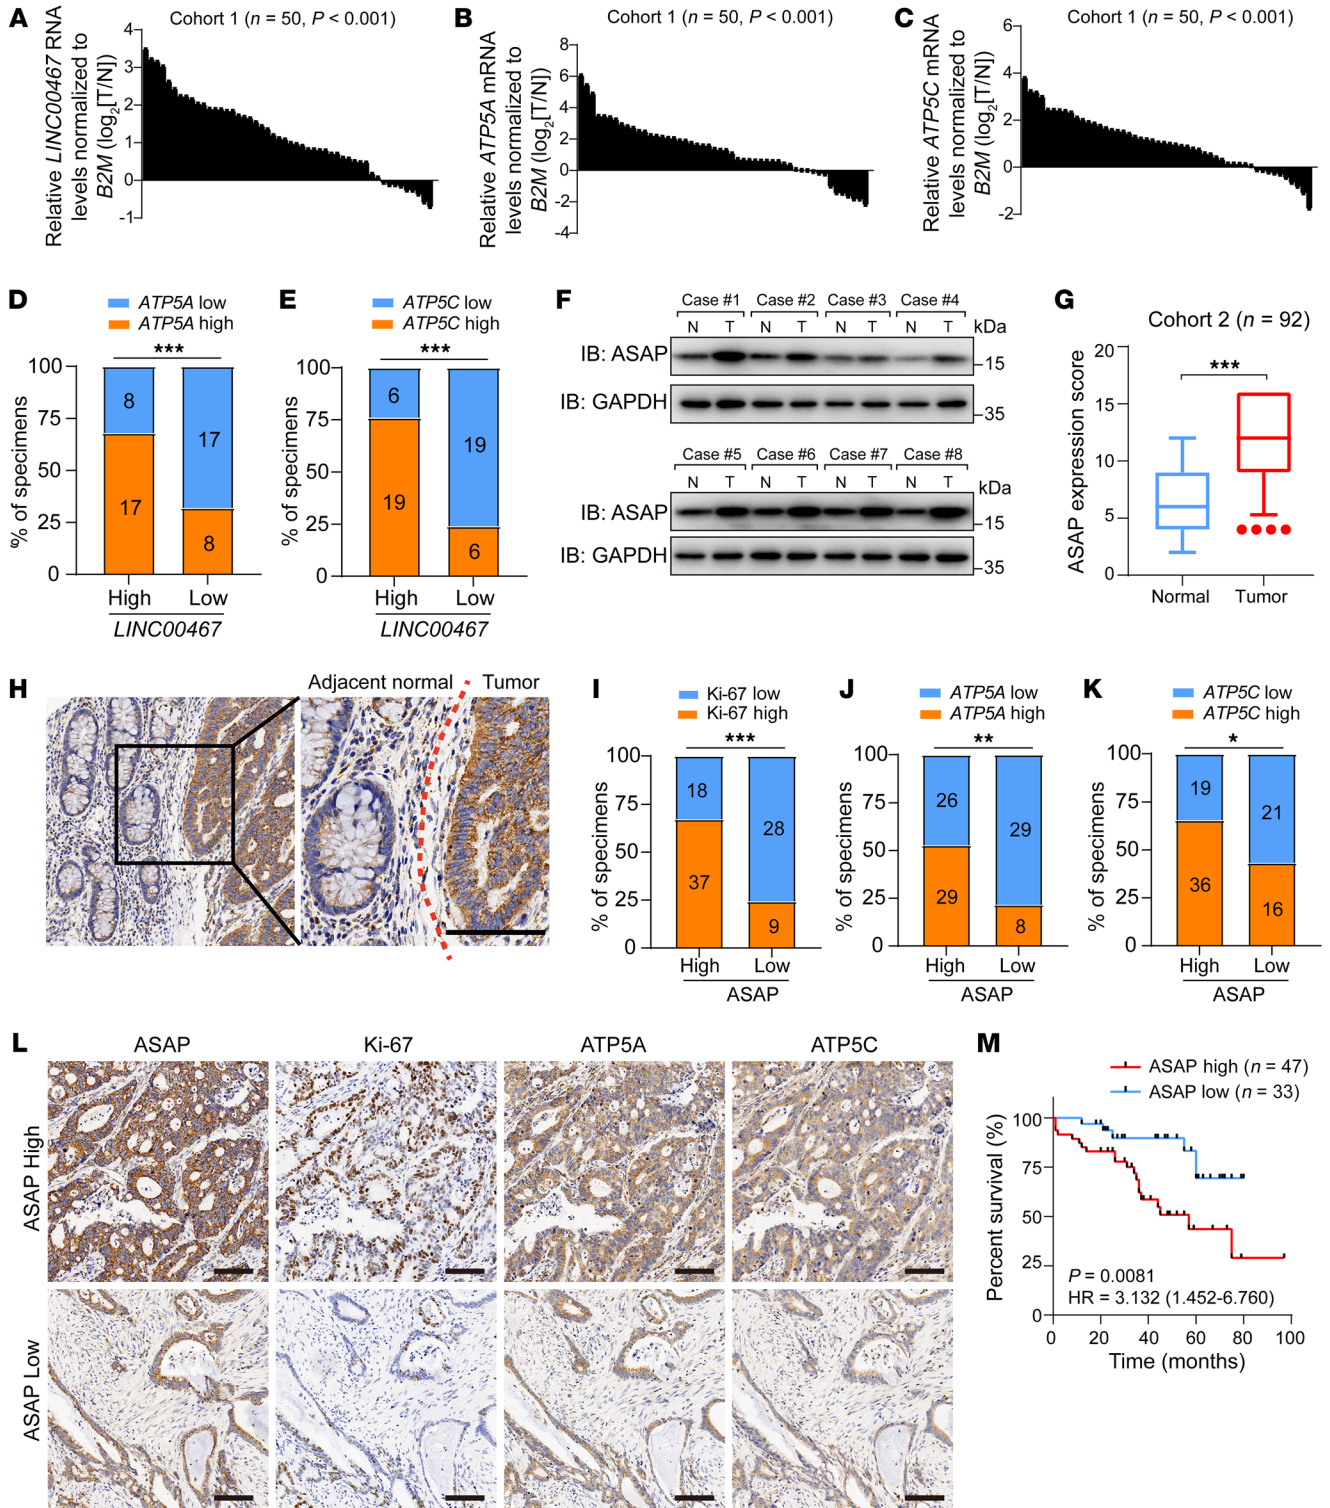 A
Cohort 1 (n = 50, P < 0.001)
Relative LINC00467 RNA
levels normalized to
B2M (log2[T/N])
4
3
2
1
0
-1
B
Cohort 1 (n = 50, P < 0.001)
Relative ATP5A mRNA
levels normalized to
B2M (log2[T/N])
8
6
4
2
0
-2
-4
C
Cohort 1 (n = 50, P < 0.001)
Relative ATP5C mRNA
levels normalized to
B2M (log2[T/N])
6
4
2
0
-2
D
ATP5A low
ATP5A high
***
% of specimens
100
75
50
25
0
8
17
17
8
High Low
LINC00467
E
ATP5C low
ATP5C high
***
% of specimens
100
75
50
25
0
6
19
19
6
High Low
LINC00467
F
Case #1 Case #2 Case #3 Case #4
N T N T N T N T kDa
IB: ASAP
15
IB: GAPDH
35
Case #5 Case #6 Case #7 Case #8
N T N T N T N T kDa
IB: ASAP
15
IB: GAPDH
35
G
Cohort 2 (n = 92)
ASAP expression score
20
15
10
5
0
***
Normal Tumor
H
Adjacent normal Tumor
I
Ki-67 low
Ki-67 high
***
% of specimens
100
75
50
25
0
18
28
37
9
High Low
ASAP
J
ATP5A low
ATP5A high
**
% of specimens
100
75
50
25
0
26
29
29
8
High Low
ASAP
K
ATP5C low
ATP5C high
*
% of specimens
100
75
50
25
0
19
21
36
16
High Low
ASAP
L
ASAP Ki-67 ATP5A ATP5C
ASAP High
ASAP Low
M
ASAP high (n = 47)
ASAP low (n = 33)
Percent survival (%)
100
75
50
25
0
P = 0.0081
HR = 3.132 (1.452-6.760)
0 20 40 60 80 100
Time (months)